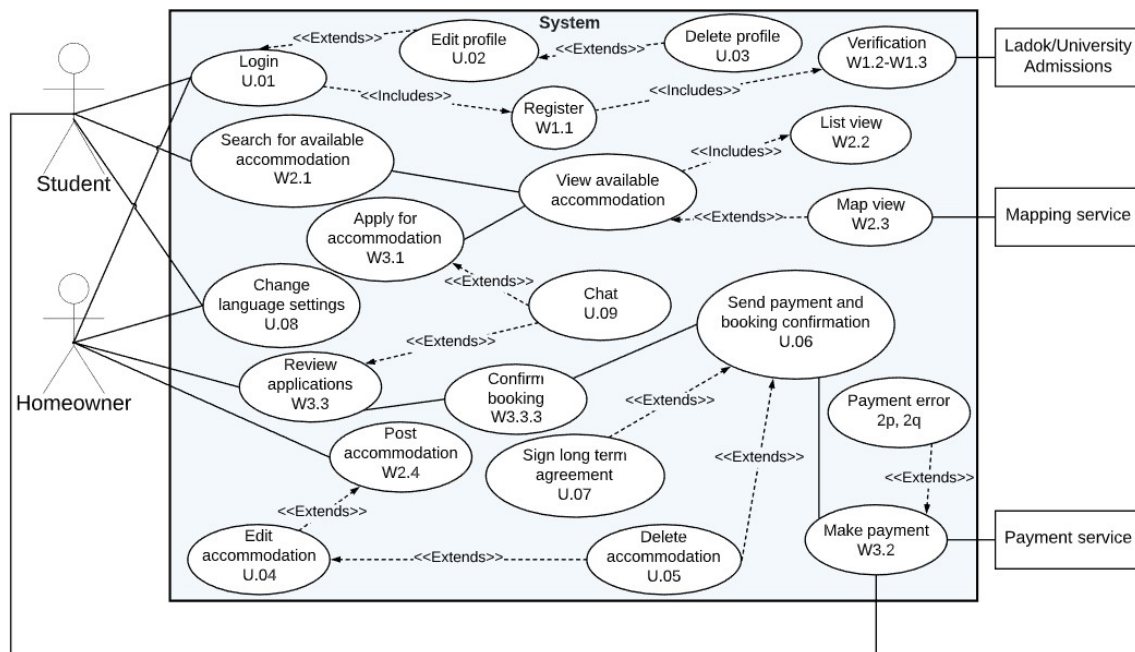 System
<<Extends>>
Edit profile
U.02
<<Extends>>
Delete profile
U.03
Verification
W1.2-W1.3
Ladok/University
Admissions
Login
U.01
<<Includes>>
Register
W1.1
<<Includes>>
Student
Search for available
accommodation
W2.1
View available
accommodation
<<Includes>>
List view
W2.2
<<Extends>>
Map view
W2.3
Mapping service
Apply for
accommodation
W3.1
<<Extends>>
Chat
U.09
<<Extends>>
Change
language settings
U.08
Send payment and
booking confirmation
U.06
Homeowner
Review
applications
W3.3
Confirm
booking
W3.3.3
<<Extends>>
Payment error
2p, 2q
Post
accommodation
W2.4
Sign long term
agreement
U.07
<<Extends>>
<<Extends>>
<<Extends>>
Edit
accommodation
U.04
<<Extends>>
Delete
accommodation
U.05
Make payment
W3.2
Payment service